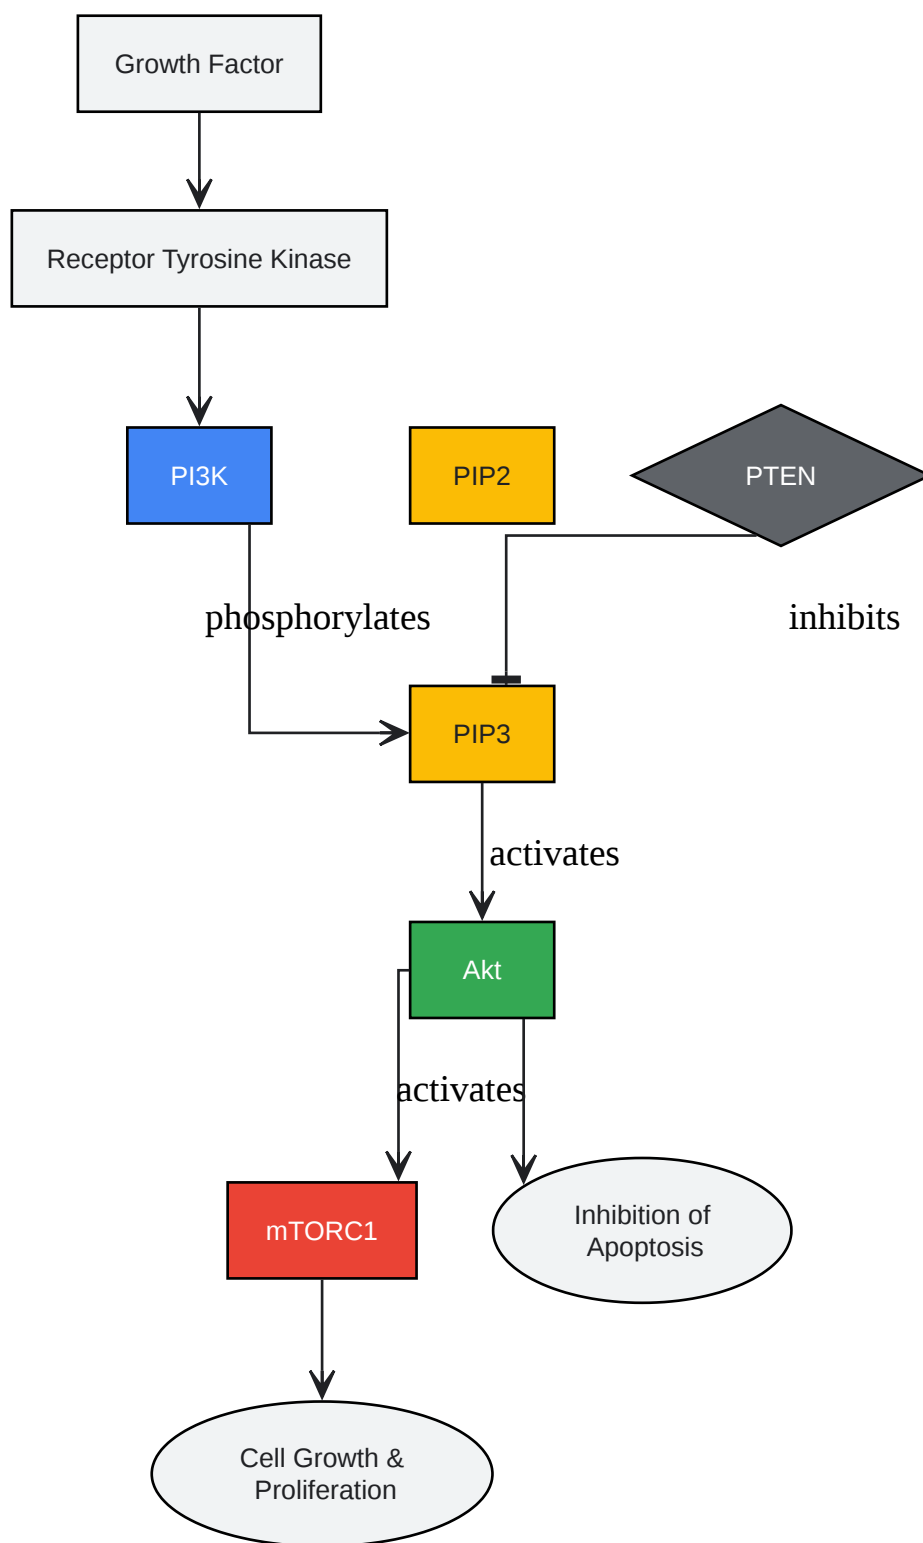 Growth Factor
Receptor Tyrosine Kinase
PI3K
PIP2
PTEN
phosphorylates
inhibits
PIP3
activates
Akt
activates
mTORC1
Inhibition of
Apoptosis
Cell Growth &
Proliferation